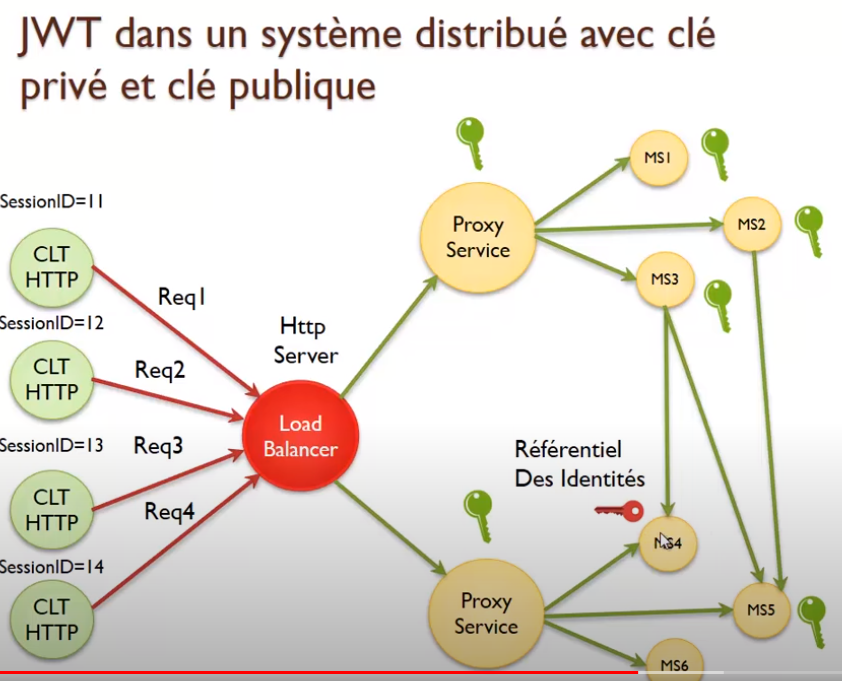 JWT dans un système distribué avec clé
privé et clé publique
SessionID=11
CLT
HTTP
Req1
SessionID=12
CLT
HTTP
Req2
SessionID=13
CLT
HTTP
Req3
SessionID=14
CLT
HTTP
Req4
Http
Server
Load
Balancer
Proxy
Service
MS1
MS2
MS3
Référentiel
Des Identités
MS4
Proxy
Service
MS5
MS6